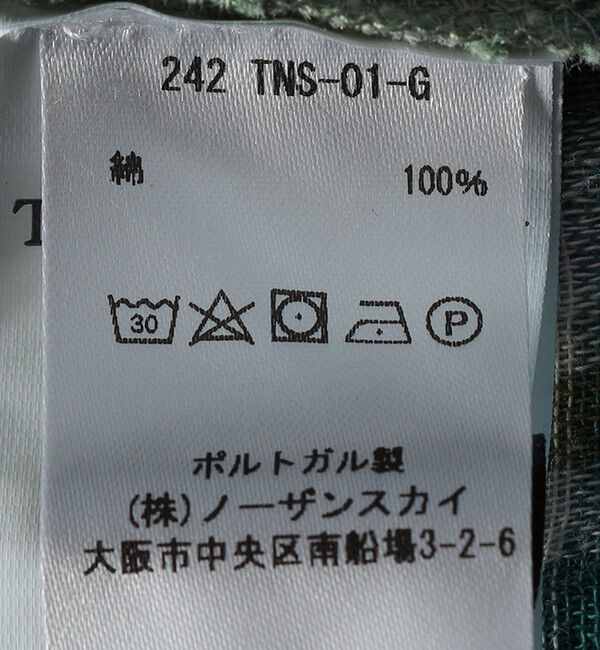 242 TNS-01-G
綿 100%
T
30 P
ポルトガル製
(株)ノーザンスカイ
大阪市中央区南船場3-2-6